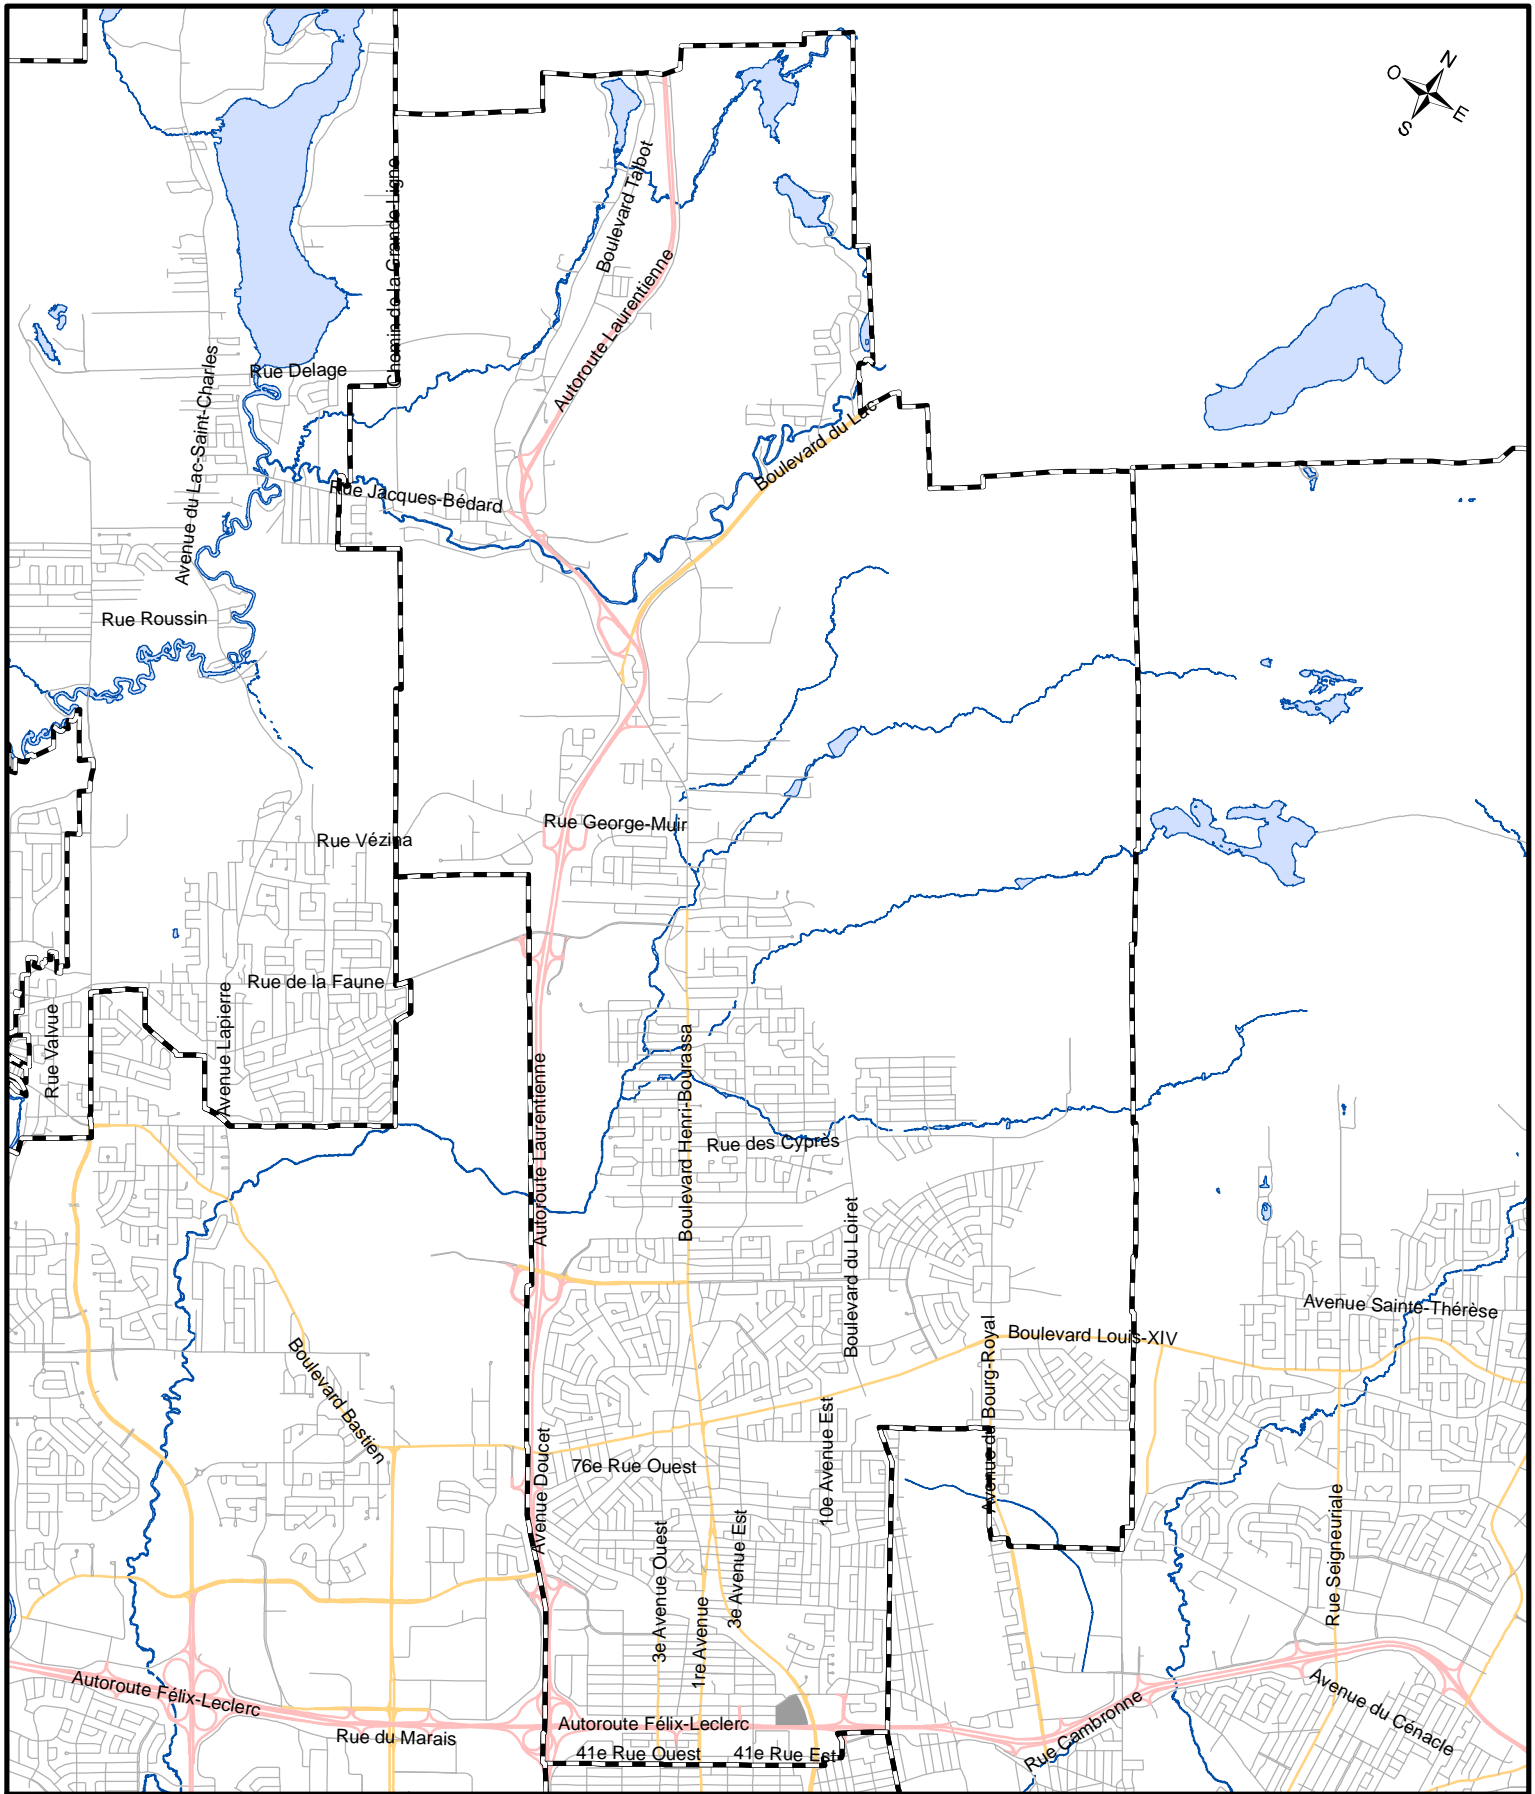 N
O
E
S
Boulevard Talbot
Chemin de la Grande-Ligne
Autoroute Laurentienne
Rue Delage
Avenue du Lac-Saint-Charles
Boulevard du Lac
Rue Jacques-Bédard
Rue Roussin
Rue George-Muir
Rue Vézina
Rue de la Faune
Rue Valvue
Avenue Lapierre
Autoroute Laurentienne
Boulevard Henri-Bourassa
Rue des Cyprès
Boulevard du Loiret
Avenue Sainte-Thérèse
Boulevard Louis-XIV
Avenue du Bourg-Royal
Boulevard Bastien
Avenue Doucet
76e Rue Ouest
10e Avenue Est
3e Avenue Ouest
3e Avenue Est
1re Avenue
Rue Seigneuriale
Autoroute Félix-Leclerc
Rue du Marais
Autoroute Félix-Leclerc
41e Rue Ouest
41e Rue Est
Rue Cambronne
Avenue du Cénacle